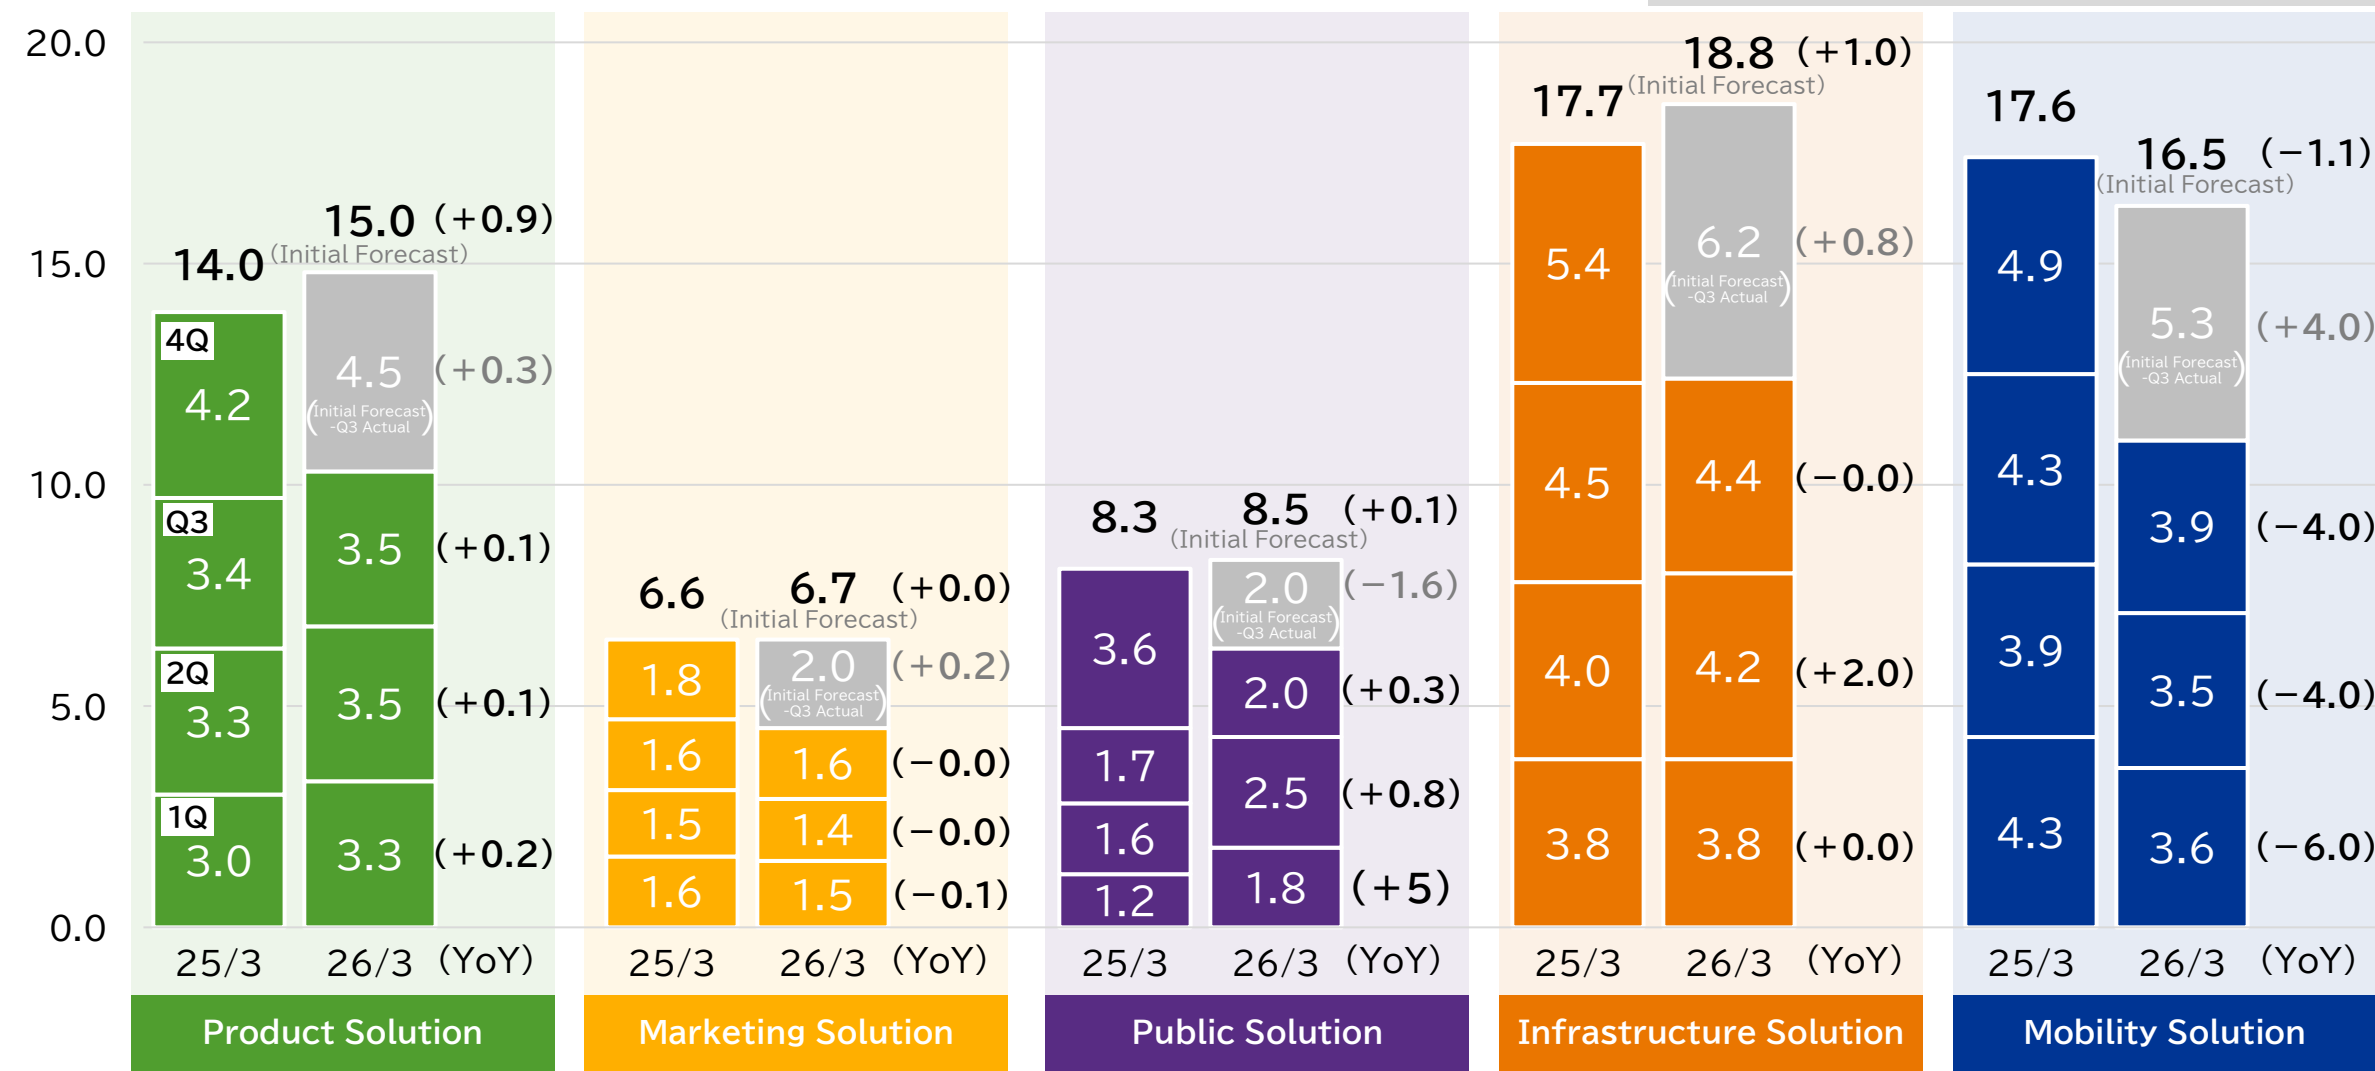 20.0
15.0
10.0
5.0
0.0
14.0
15.0 (+0.9)
(Initial Forecast)
4Q
4.2
4.5
(Initial Forecast
-Q3 Actual)
(+0.3)
Q3
3.4
3.5
(+0.1)
2Q
3.3
3.5
(+0.1)
1Q
3.0
3.3
(+0.2)
25/3 26/3 (YoY)
Product Solution
6.6
6.7 (+0.0)
(Initial Forecast)
1.8
2.0
(Initial Forecast
-Q3 Actual)
(+0.2)
1.6
1.6
(−0.0)
1.5
1.4
(−0.0)
1.6
1.5
(−0.1)
25/3 26/3 (YoY)
Marketing Solution
8.3
8.5 (+0.1)
(Initial Forecast)
3.6
2.0
(Initial Forecast
-Q3 Actual)
(−1.6)
1.7
2.0
(+0.3)
1.6
2.5
(+0.8)
1.2
1.8
(+5)
25/3 26/3 (YoY)
Public Solution
17.7
18.8 (+1.0)
(Initial Forecast)
5.4
6.2
(Initial Forecast
-Q3 Actual)
(+0.8)
4.5
4.4
(−0.0)
4.0
4.2
(+2.0)
3.8
3.8
(+0.0)
25/3 26/3 (YoY)
Infrastructure Solution
17.6
16.5 (−1.1)
(Initial Forecast)
4.9
5.3
(Initial Forecast
-Q3 Actual)
(+4.0)
4.3
3.9
(−4.0)
3.9
3.5
(−4.0)
4.3
3.6
(−6.0)
25/3 26/3 (YoY)
Mobility Solution